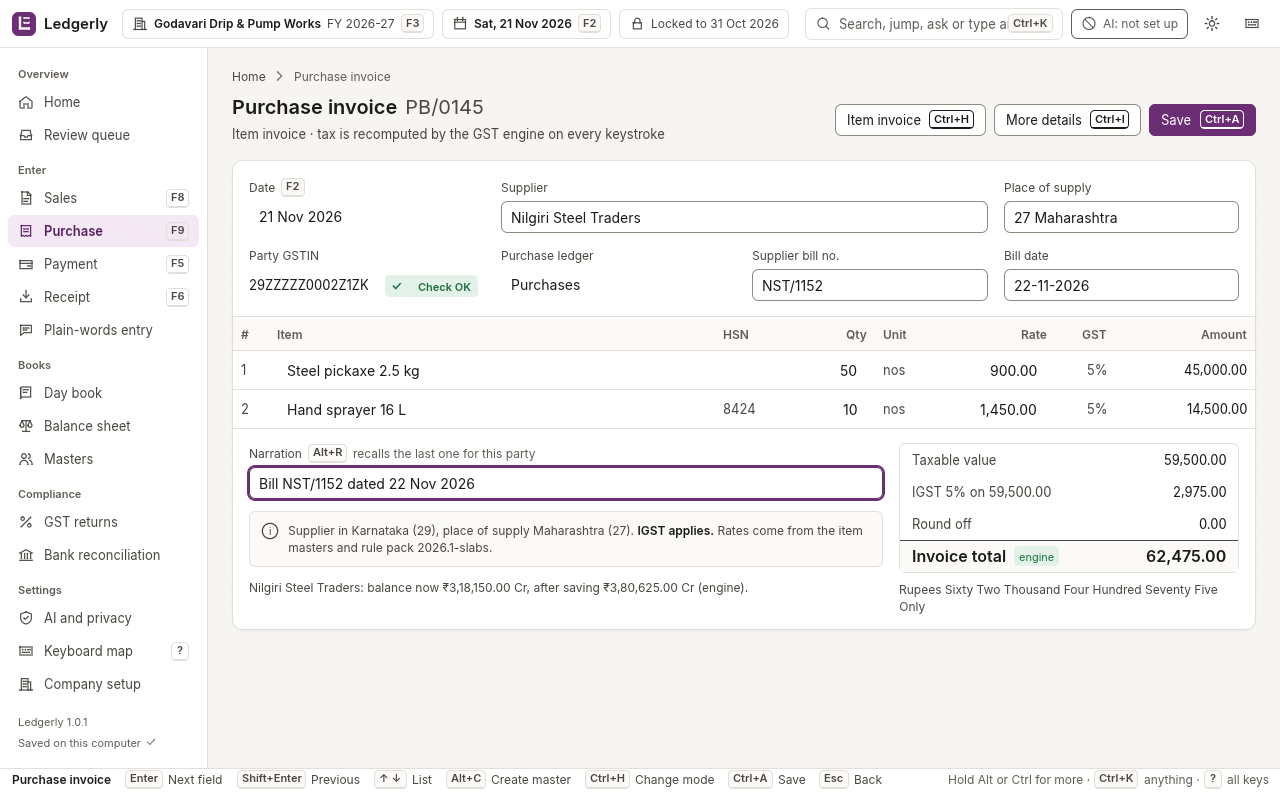 Ledgerly
Godavari Drip & Pump Works FY 2026-27 F3
Sat, 21 Nov 2026 F2
Locked to 31 Oct 2026
Search, jump, ask or type a Ctrl+K
AI: not set up
Overview
Home
Review queue
Enter
Sales F8
Purchase F9
Payment F5
Receipt F6
Plain-words entry
Books
Day book
Balance sheet
Masters
Compliance
GST returns
Bank reconciliation
Settings
AI and privacy
Keyboard map ?
Company setup
Ledgerly 1.0.1
Saved on this computer
Home Purchase invoice
Purchase invoice PB/0145
Item invoice · tax is recomputed by the GST engine on every keystroke
Item invoice Ctrl+H
More details Ctrl+I
Save Ctrl+A
Date F2
21 Nov 2026
Supplier
Nilgiri Steel Traders
Place of supply
27 Maharashtra
Party GSTIN
29ZZZZZ0002Z1ZK Check OK
Purchase ledger
Purchases
Supplier bill no.
NST/1152
Bill date
22-11-2026
# Item HSN Qty Unit Rate GST Amount
1 Steel pickaxe 2.5 kg 50 nos 900.00 5% 45,000.00
2 Hand sprayer 16 L 8424 10 nos 1,450.00 5% 14,500.00
Narration Alt+R recalls the last one for this party
Bill NST/1152 dated 22 Nov 2026
Supplier in Karnataka (29), place of supply Maharashtra (27). IGST applies. Rates come from the item
masters and rule pack 2026.1-slabs.
Nilgiri Steel Traders: balance now ₹3,18,150.00 Cr, after saving ₹3,80,625.00 Cr (engine).
Taxable value 59,500.00
IGST 5% on 59,500.00 2,975.00
Round off 0.00
Invoice total engine 62,475.00
Rupees Sixty Two Thousand Four Hundred Seventy Five
Only
Purchase invoice Enter Next field Shift+Enter Previous ↑↓ List Alt+C Create master Ctrl+H Change mode Ctrl+A Save Esc Back Hold Alt or Ctrl for more · Ctrl+K anything · ? all keys